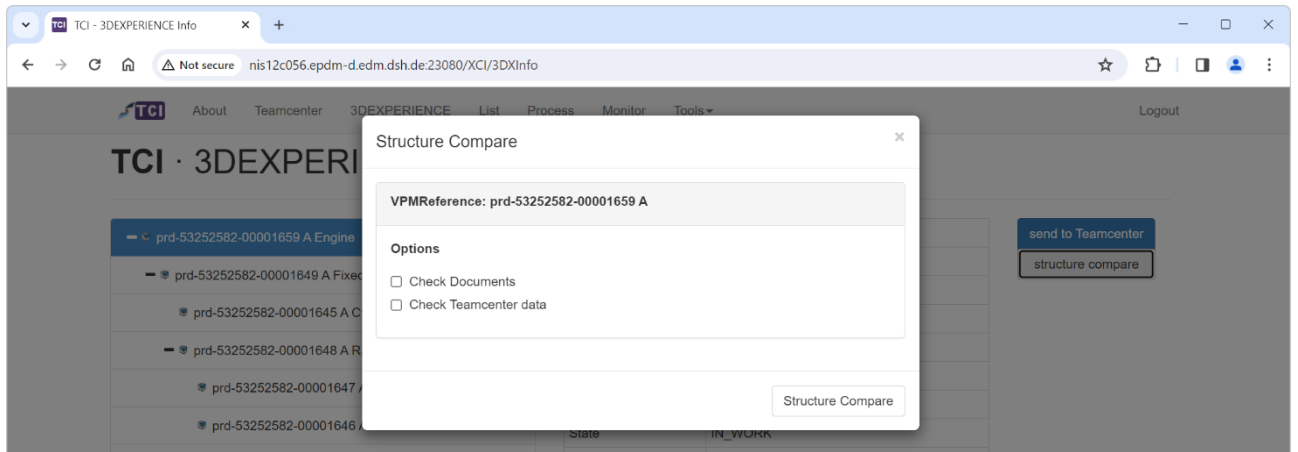 TCI TCI - 3DEXPERIENCE Info
Not secure nis12c056.epdm-d.edm.dsh.de:23080/XCI/3DXInfo
TCI About Teamcenter 3DEXPERIENCE List Process Monitor Tools Logout
TCI · 3DEXPERI
Structure Compare
VPMReference: prd-53252582-00001659 A
Options
Check Documents
Check Teamcenter data
Structure Compare
prd-53252582-00001659 A Engine
prd-53252582-00001649 A Fixed
prd-53252582-00001645 A C
prd-53252582-00001648 A R
prd-53252582-00001647
prd-53252582-00001646
State IN_WORK
send to Teamcenter
structure compare